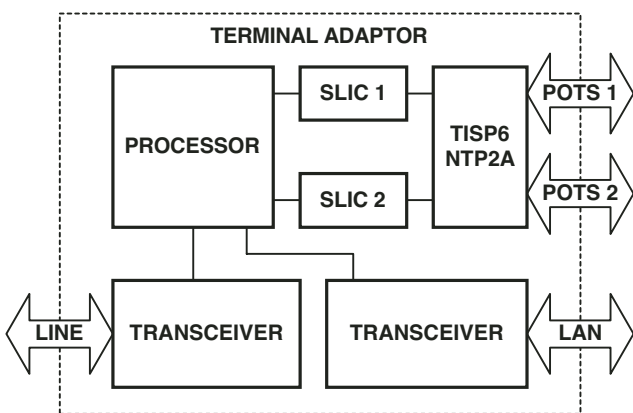 TERMINAL ADAPTOR
SLIC 1
POTS 1
PROCESSOR
TISP6
NTP2A
SLIC 2
POTS 2
LINE
TRANSCEIVER
TRANSCEIVER
LAN